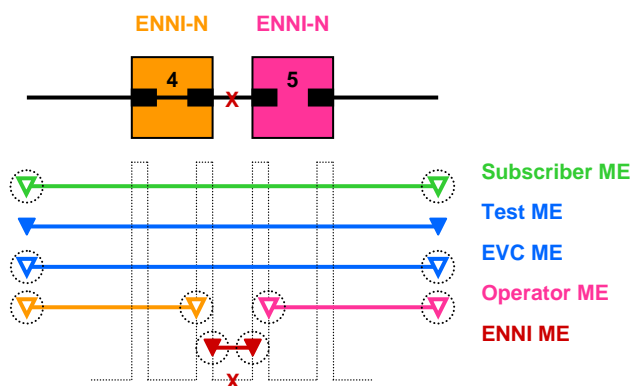 ENNI-N ENNI-N
4 5
X
Subscriber ME
Test ME
EVC ME
Operator ME
ENNI ME
X